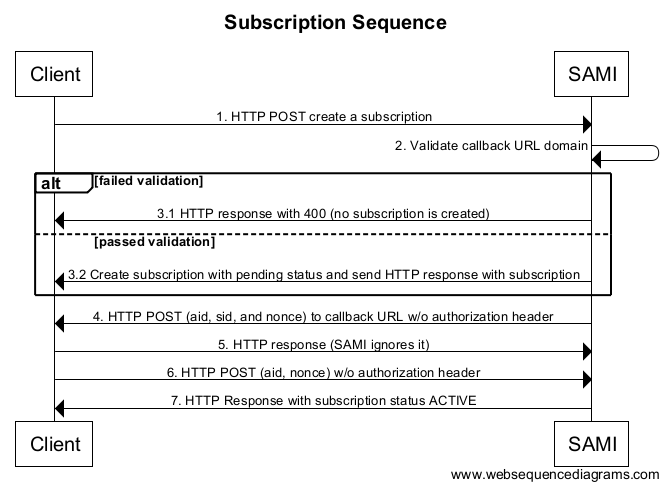 Subscription Sequence
Client
SAMI
1. HTTP POST create a subscription
2. Validate callback URL domain
alt
[failed validation]
3.1 HTTP response with 400 (no subscription is created)
[passed validation]
3.2 Create subscription with pending status and send HTTP response with subscription
4. HTTP POST (aid, sid, and nonce) to callback URL w/o authorization header
5. HTTP response (SAMI ignores it)
6. HTTP POST (aid, nonce) w/o authorization header
7. HTTP Response with subscription status ACTIVE
Client
SAMI
www.websequencediagrams.com